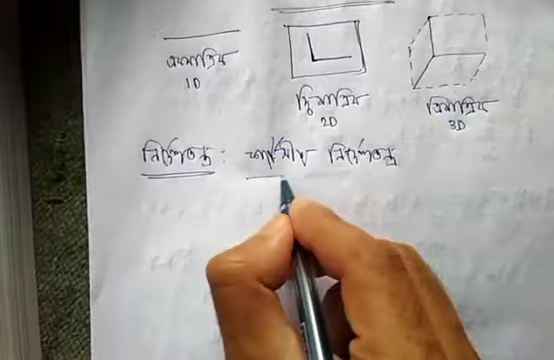 একমাত্রিক
1D
দ্বিমাত্রিক
2D
ত্রিমাত্রিক
3D
নির্দেশতন্ত্র : কার্তেসীয় নির্দেশতন্ত্র